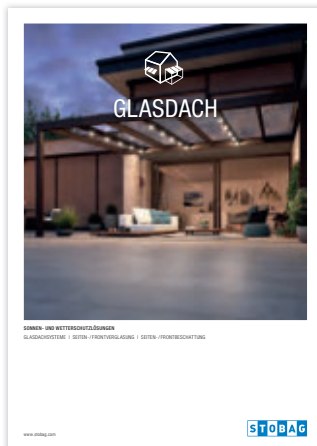 GLASDACH
SONNEN- UND WETTERSCHUTZLÖSUNGEN
GLASDACHSYSTEME | SEITEN-/FRONTVERGLASUNG | SEITEN-/FRONTBESCHATTUNG
www.stobag.com
STOBAG